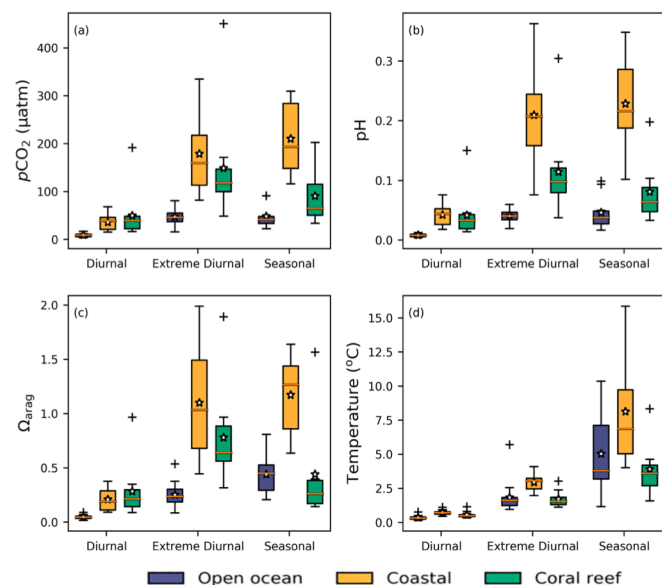 (a)
400
300
200
100
0
pCO₂ (µatm)
Diurnal Extreme Diurnal Seasonal
(b)
0.3
0.2
0.1
0.0
pH
Diurnal Extreme Diurnal Seasonal
(c)
2.0
1.5
1.0
0.5
0.0
Ωarag
Diurnal Extreme Diurnal Seasonal
(d)
15.0
12.5
10.0
7.5
5.0
2.5
0.0
Temperature (°C)
Diurnal Extreme Diurnal Seasonal
Open ocean Coastal Coral reef